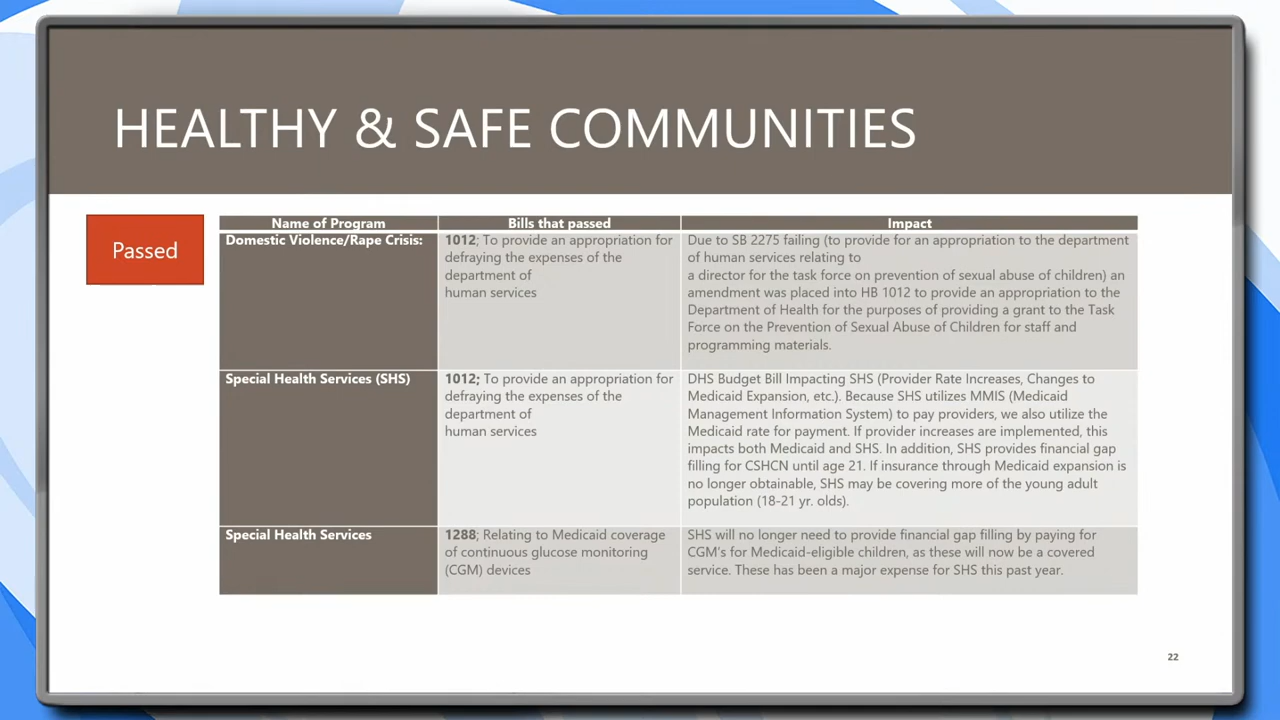 HEALTHY & SAFE COMMUNITIES
Passed
Name of Program
Bills that passed
Impact
Domestic Violence/Rape Crisis:
1012; To provide an appropriation for
defraying the expenses of the
department of
human services
Due to SB 2275 failing (to provide for an appropriation to the department
of human services relating to
a director for the task force on prevention of sexual abuse of children) an
amendment was placed into HB 1012 to provide an appropriation to the
Department of Health for the purposes of providing a grant to the Task
Force on the Prevention of Sexual Abuse of Children for staff and
programming materials.
Special Health Services (SHS)
1012; To provide an appropriation for
defraying the expenses of the
department of
human services
DHS Budget Bill Impacting SHS (Provider Rate Increases, Changes to
Medicaid Expansion, etc.). Because SHS utilizes MMIS (Medicaid
Management Information System) to pay providers, we also utilize the
Medicaid rate for payment. If provider increases are implemented, this
impacts both Medicaid and SHS. In addition, SHS provides financial gap
filling for CSHCN until age 21. If insurance through Medicaid expansion is
no longer obtainable, SHS may be covering more of the young adult
population (18-21 yr. olds).
Special Health Services
1288; Relating to Medicaid coverage
of continuous glucose monitoring
(CGM) devices
SHS will no longer need to provide financial gap filling by paying for
CGM's for Medicaid-eligible children, as these will now be a covered
service. These has been a major expense for SHS this past year.
22